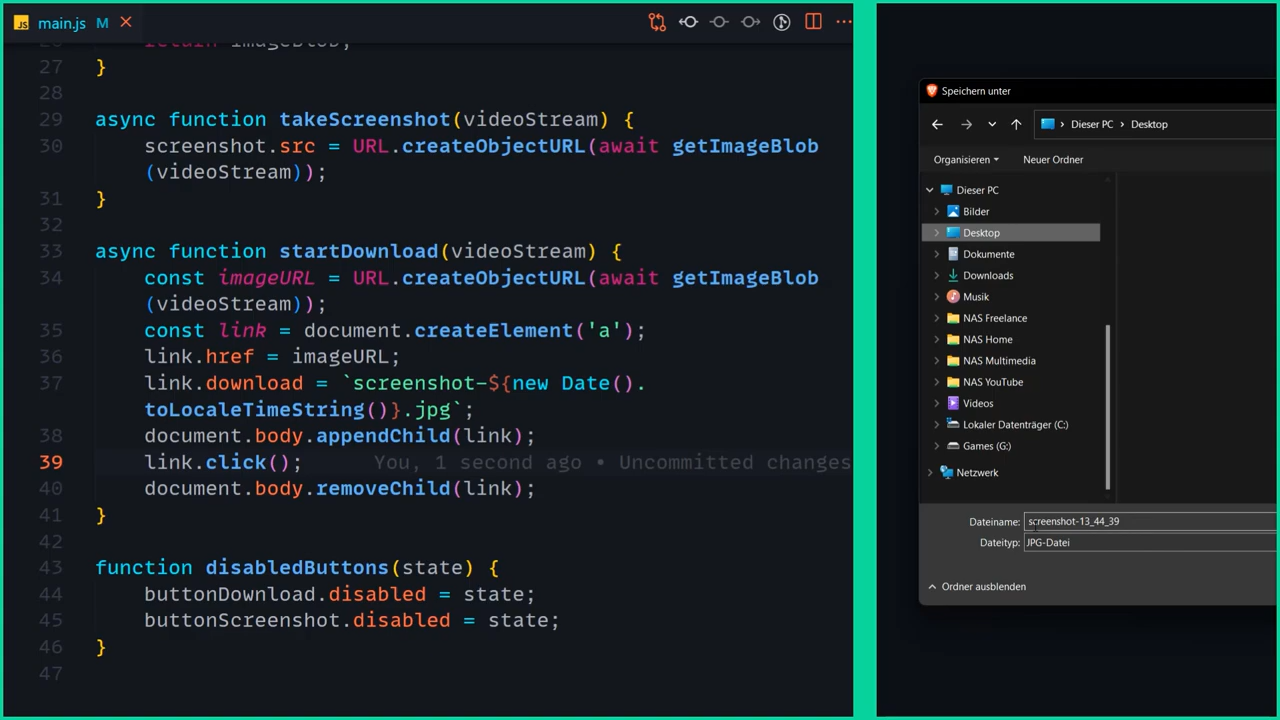 JS main.js M
return imageBlob;
27 }
28
29 async function takeScreenshot(videoStream) {
30 screenshot.src = URL.createObjectURL(await getImageBlob
(videoStream));
31 }
32
33 async function startDownload(videoStream) {
34 const imageURL = URL.createObjectURL(await getImageBlob
(videoStream));
35 const link = document.createElement('a');
36 link.href = imageURL;
37 link.download = `screenshot-${new Date().
toLocaleTimeString()}.jpg`;
38 document.body.appendChild(link);
39 link.click(); You, 1 second ago • Uncommitted changes
40 document.body.removeChild(link);
41 }
42
43 function disabledButtons(state) {
44 buttonDownload.disabled = state;
45 buttonScreenshot.disabled = state;
46 }
47
Speichern unter
Dieser PC › Desktop
Organisieren Neuer Ordner
Dieser PC
Bilder
Desktop
Dokumente
Downloads
Musik
NAS Freelance
NAS Home
NAS Multimedia
NAS YouTube
Videos
Lokaler Datenträger (C:)
Games (G:)
Netzwerk
Dateiname: screenshot-13_44_39
Dateityp: JPG-Datei
Ordner ausblenden